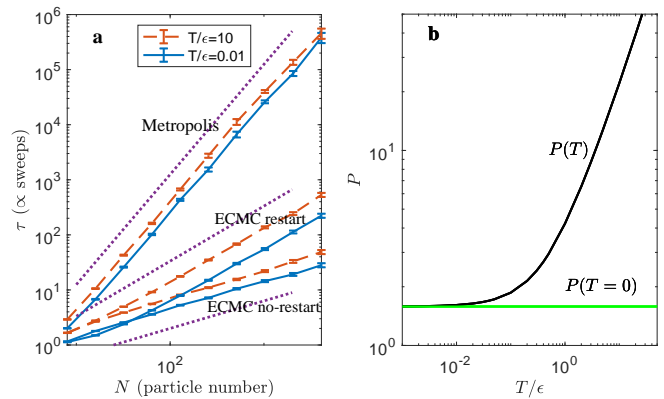 a
T/ϵ=10
T/ϵ=0.01
10^6
10^5
10^4
10^3
10^2
10^1
10^0
τ (∝ sweeps)
Metropolis
ECMC restart
ECMC no-restart
10^2
N (particle number)
b
P
10^1
10^0
P(T)
P(T = 0)
10^-2
10^0
T/ϵ